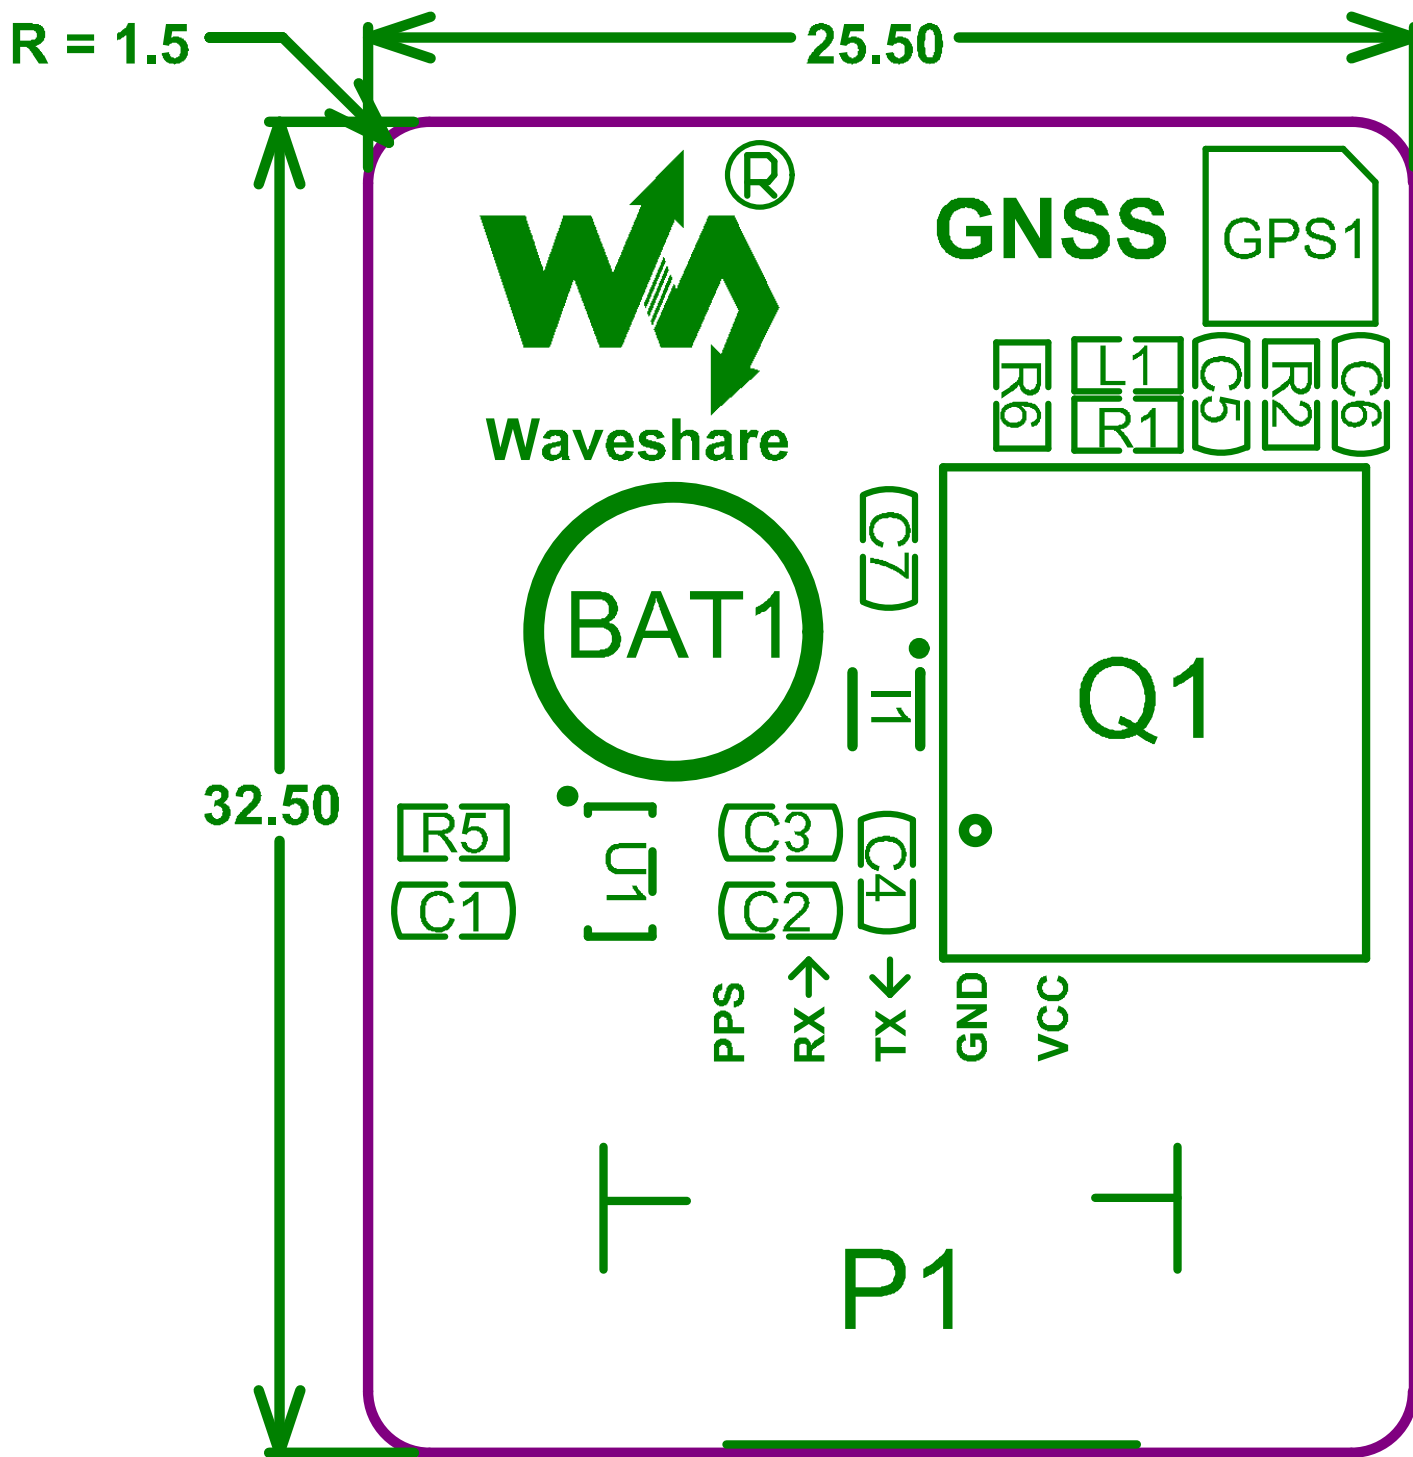 R = 1.5
25.50
®
GNSS
GPS1
Waveshare
R6
L1
R1
C5
R2
C6
C7
BAT1
Q1
32.50
R5
U1
C3
C4
C1
C2
PPS
RX→
TX←
GND
VCC
P1